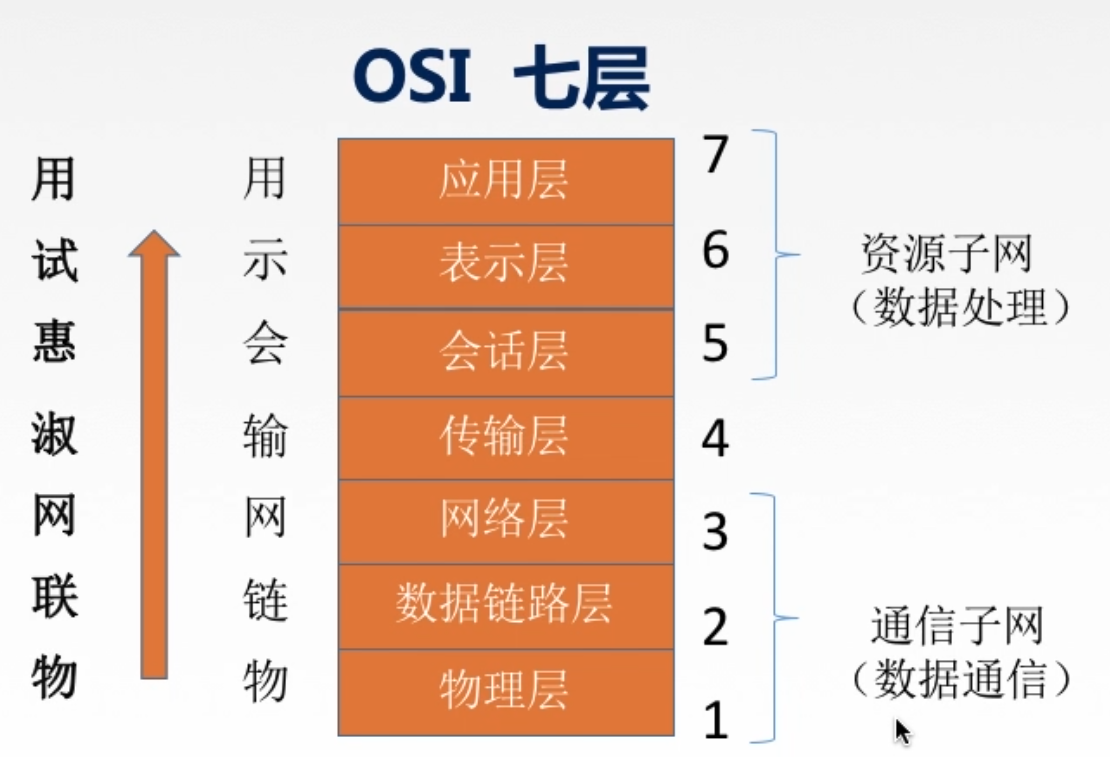 OSI 七层
用 用 应用层 7
试 示 表示层 6
惠 会 会话层 5
淑 输 传输层 4
网 网 网络层 3
联 链 数据链路层 2
物 物 物理层 1
资源子网
（数据处理）
通信子网
（数据通信）